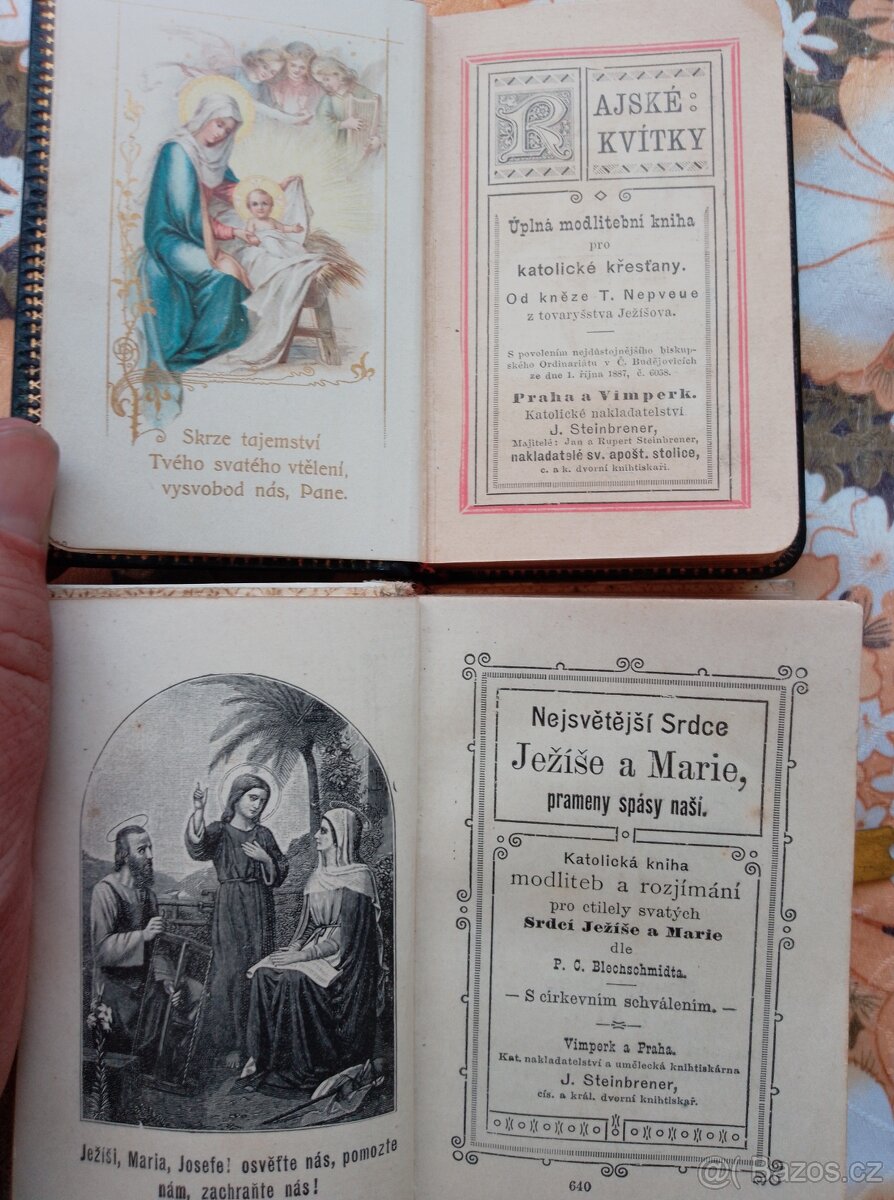 Skrze tajemství
Tvého svatého vtělení,
vysvobod nás, Pane.
RAJSKÉ
KVÍTKY
Úplná modlitební kniha
pro
katolické křesťany.
Od kněze T. Nepveue
z tovaryšstva Ježíšova.
S povolením nejdůstojnějšího biskup-
ského Ordinariátu v Č. Budějovicích
ze dne 1. října 1887, č. 6058.
Praha a Vimperk.
Katolické nakladatelství
J. Steinbrener,
Majitelé: Jan a Rupert Steinbrener,
nakladatelé sv. apošt. stolice,
c. a k. dvorní knihtiskaři.
Ježíši, Maria, Josefe! osvěťte nás, pomozte
nám, zachraňte nás!
Nejsvětější Srdce
Ježíše a Marie,
prameny spásy naší.
Katolická kniha
modliteb a rozjímání
pro ctilely svatých
Srdcí Ježíše a Marie
dle
P. C. Blechschmidta.
— S církevním schválením. —
Vimperk a Praha.
Kat. nakladatelství a umělecká knihtiskárna
J. Steinbrener,
cís. a král. dvorní knihtiskař.
640
Bazos.cz